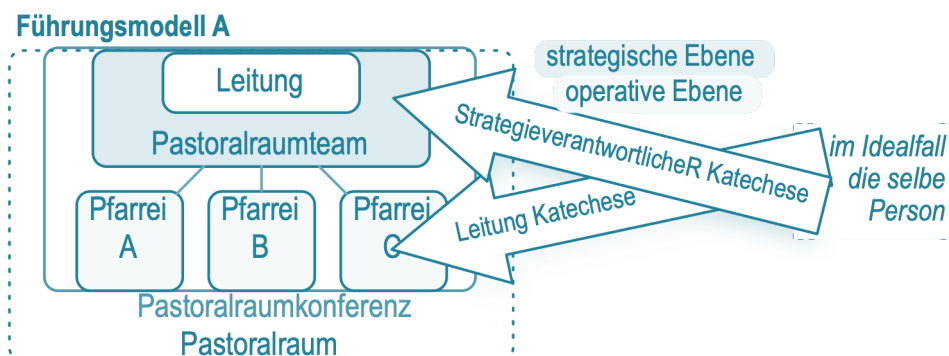 Führungsmodell A
Leitung
Pastoralraumteam
Pfarrei
A
Pfarrei
B
Pfarrei
C
Pastoralraumkonferenz
Pastoralraum
strategische Ebene
operative Ebene
StrategieverantwortlicheR Katechese
Leitung Katechese
im Idealfall
die selbe
Person